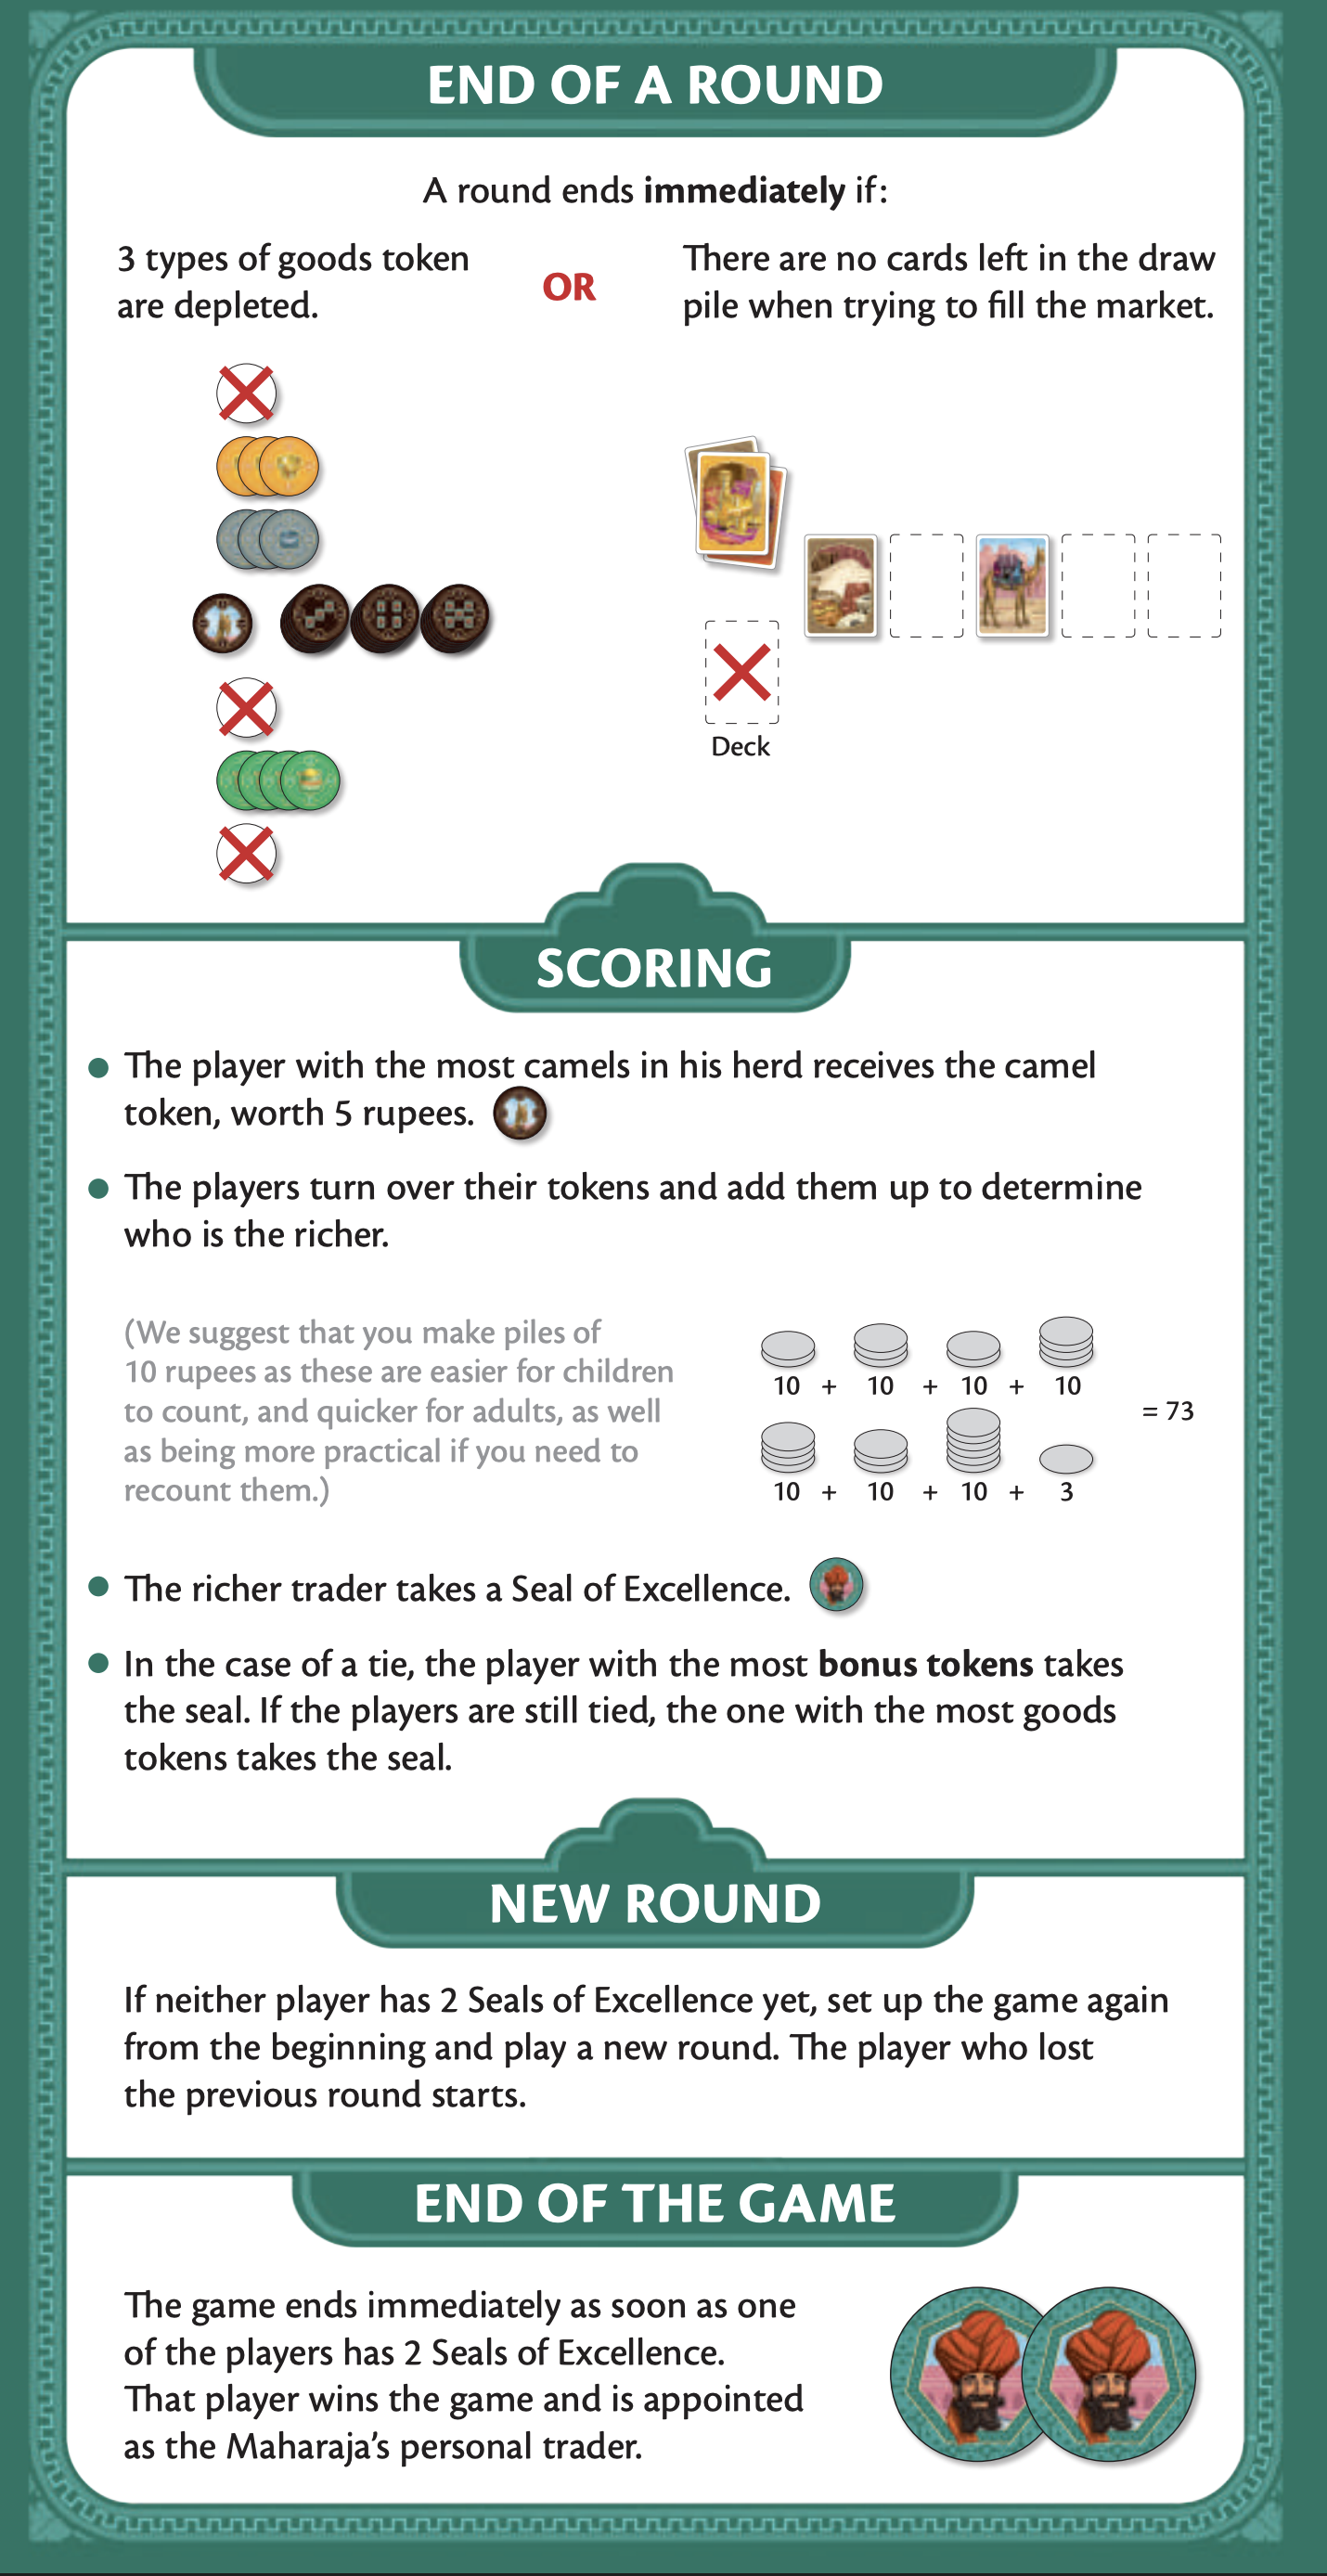 END OF A ROUND
A round ends immediately if:
3 types of goods token
are depleted.
OR
There are no cards left in the draw
pile when trying to fill the market.
Deck
SCORING
The player with the most camels in his herd receives the camel
token, worth 5 rupees.
The players turn over their tokens and add them up to determine
who is the richer.
(We suggest that you make piles of
10 rupees as these are easier for children
to count, and quicker for adults, as well
as being more practical if you need to
recount them.)
10 + 10 + 10 + 10
= 73
10 + 10 + 10 + 3
The richer trader takes a Seal of Excellence.
In the case of a tie, the player with the most bonus tokens takes
the seal. If the players are still tied, the one with the most goods
tokens takes the seal.
NEW ROUND
If neither player has 2 Seals of Excellence yet, set up the game again
from the beginning and play a new round. The player who lost
the previous round starts.
END OF THE GAME
The game ends immediately as soon as one
of the players has 2 Seals of Excellence.
That player wins the game and is appointed
as the Maharaja's personal trader.